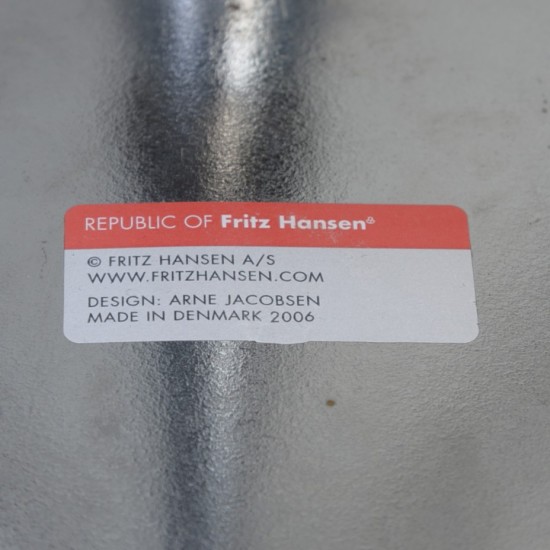 REPUBLIC OF Fritz Hansen®
© FRITZ HANSEN A/S
WWW.FRITZHANSEN.COM
DESIGN: ARNE JACOBSEN
MADE IN DENMARK 2006